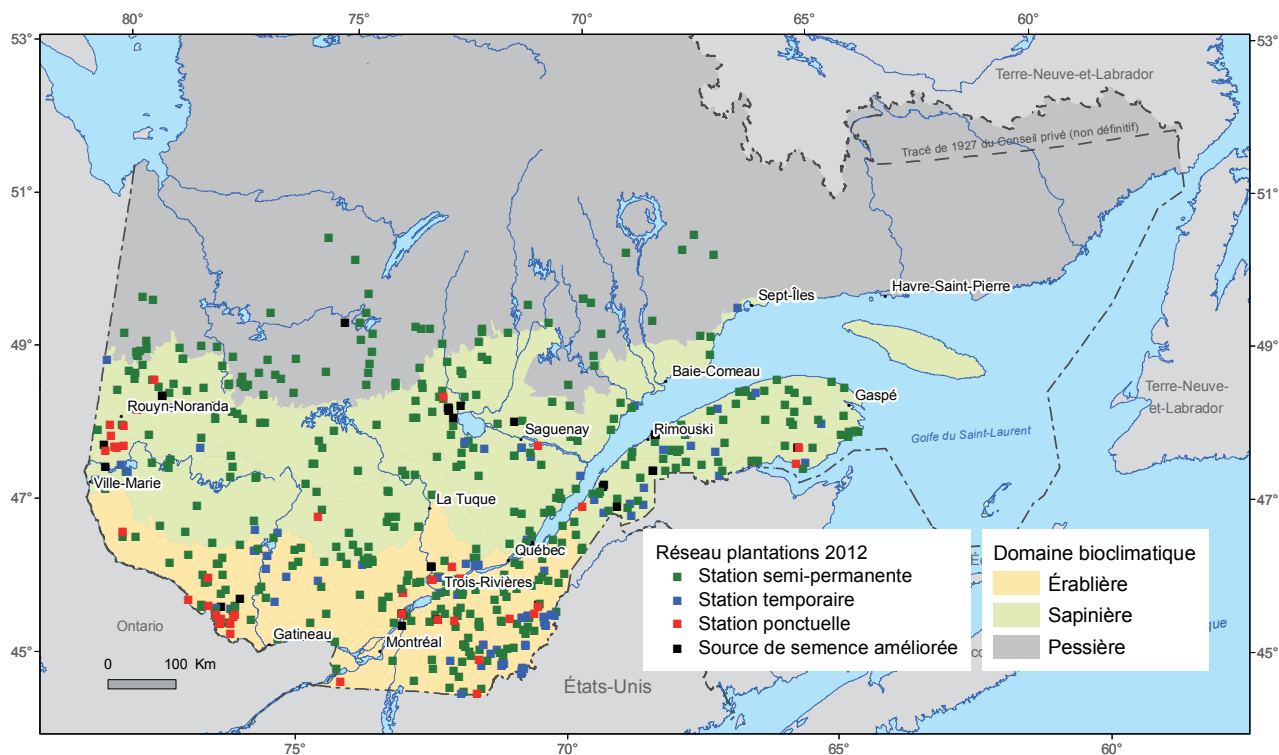 80° 75° 70° 65° 60°
53° 53°
Terre-Neuve-et-Labrador
Tracé de 1927 du Conseil privé (non définitif)
51° 51°
Sept-Îles
Havre-Saint-Pierre
49° 49°
Baie-Comeau
Terre-Neuve-
et-Labrador
Rouyn-Noranda
Gaspé
Saguenay
Rimouski
Golfe du Saint-Laurent
47° 47°
Ville-Marie
La Tuque
Québec
Réseau plantations 2012
Station semi-permanente
Station temporaire
Station ponctuelle
Source de semence améliorée
Domaine bioclimatique
Érablière
Sapinière
Pessière
Trois-Rivières
Ontario
Gatineau
Montréal
45° 45°
0 100 Km
États-Unis
75° 70° 65° 60°